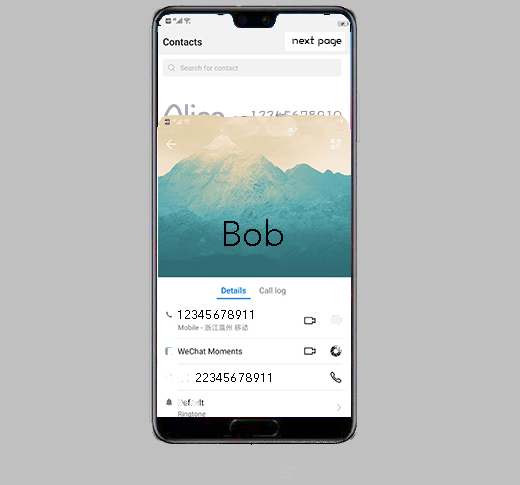 Contacts
next page
Search for contact
Alice 12345678910
Bob
Details Call log
12345678911
Mobile - 浙江温州 移动
WeChat Moments
22345678911
Default
Ringtone